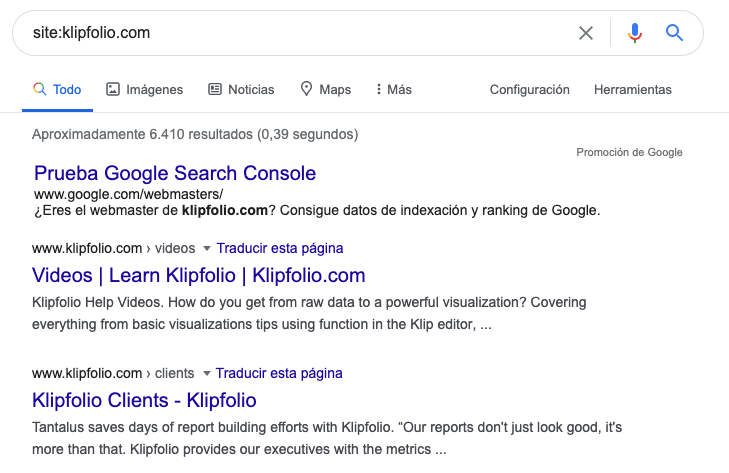 site:klipfolio.com
Todo Imágenes Noticias Maps Más Configuración Herramientas
Aproximadamente 6.410 resultados (0,39 segundos)
Promoción de Google
Prueba Google Search Console
www.google.com/webmasters/
¿Eres el webmaster de klipfolio.com? Consigue datos de indexación y ranking de Google.
www.klipfolio.com › videos Traducir esta página
Videos | Learn Klipfolio | Klipfolio.com
Klipfolio Help Videos. How do you get from raw data to a powerful visualization? Covering
everything from basic visualizations tips using function in the Klip editor, ...
www.klipfolio.com › clients Traducir esta página
Klipfolio Clients - Klipfolio
Tantalus saves days of report building efforts with Klipfolio. “Our reports don't just look good, it's
more than that. Klipfolio provides our executives with the metrics ...